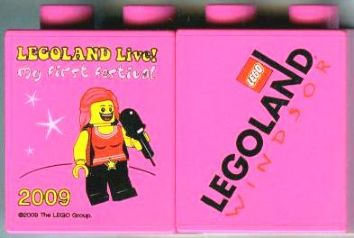 LEGOLAND Live!
My first festival
2009
©2009 The LEGO Group.
LEGO
LEGOLAND
WINDSOR